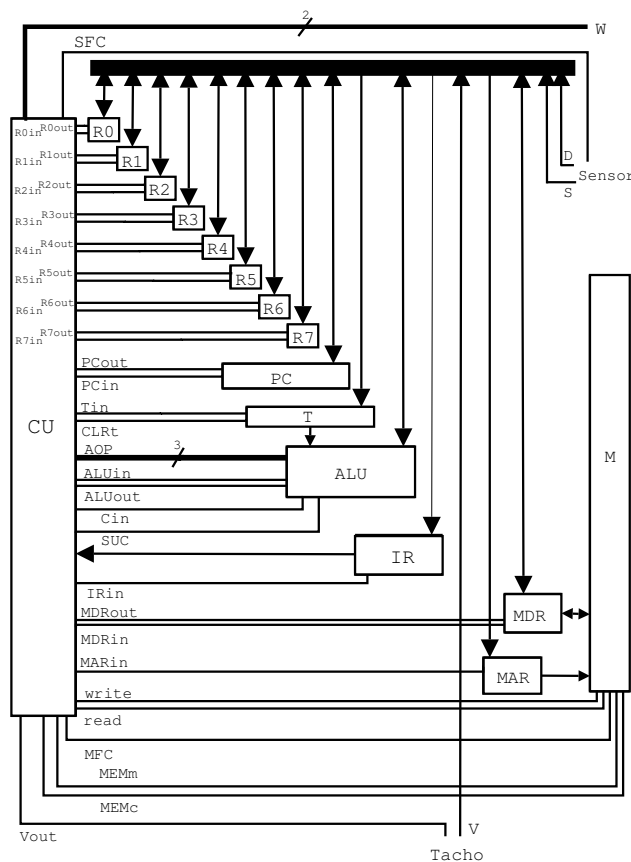 2
W
SFC
R0out
R0in
R0
D
R1out
R1in
R1
Sensor
S
R2out
R2in
R2
R3out
R3in
R3
R4out
R4in
R4
R5out
R5in
R5
R6out
R6in
R6
R7out
R7in
R7
PCout
PC
PCin
Tin
T
CU
CLRt
AOP
3
M
ALUin
ALU
ALUout
Cin
SUC
IR
IRin
MDRout
MDR
MDRin
MARin
MAR
write
read
MFC
MEMm
MEMc
Vout
V
Tacho